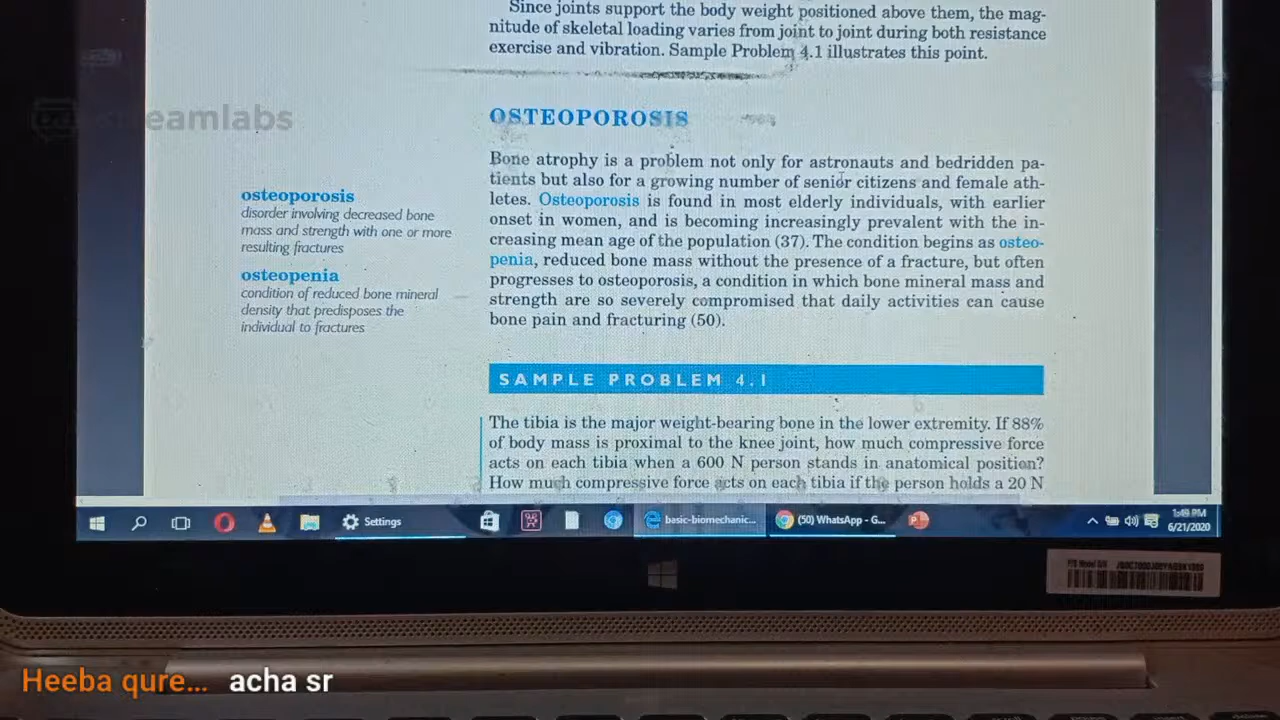 Since joints support the body weight positioned above them, the mag-
nitude of skeletal loading varies from joint to joint during both resistance
exercise and vibration. Sample Problem 4.1 illustrates this point.
eamlabs
OSTEOPOROSIS
Bone atrophy is a problem not only for astronauts and bedridden pa-
tients but also for a growing number of senior citizens and female ath-
letes. Osteoporosis is found in most elderly individuals, with earlier
onset in women, and is becoming increasingly prevalent with the in-
creasing mean age of the population (37). The condition begins as osteo-
penia, reduced bone mass without the presence of a fracture, but often
progresses to osteoporosis, a condition in which bone mineral mass and
strength are so severely compromised that daily activities can cause
bone pain and fracturing (50).
osteoporosis
disorder involving decreased bone
mass and strength with one or more
resulting fractures
osteopenia
condition of reduced bone mineral
density that predisposes the
individual to fractures
SAMPLE PROBLEM 4.1
The tibia is the major weight-bearing bone in the lower extremity. If 88%
of body mass is proximal to the knee joint, how much compressive force
acts on each tibia when a 600 N person stands in anatomical position?
How much compressive force acts on each tibia if the person holds a 20 N
Settings
basic-biomechanic...
(50) WhatsApp - G...
1:49 PM
6/21/2020
Heeba qure... acha sr